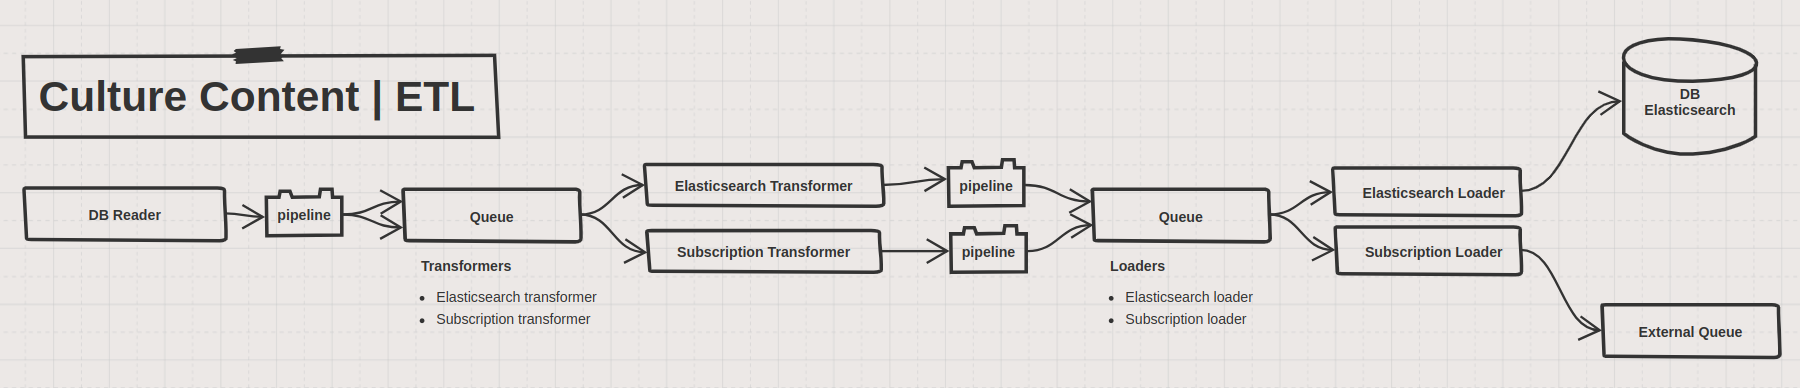 Culture Content | ETL
DB Reader
pipeline
Queue
Transformers
Elasticsearch transformer
Subscription transformer
Elasticsearch Transformer
Subscription Transformer
pipeline
pipeline
Queue
Loaders
Elasticsearch loader
Subscription loader
Elasticsearch Loader
Subscription Loader
DB
Elasticsearch
External Queue